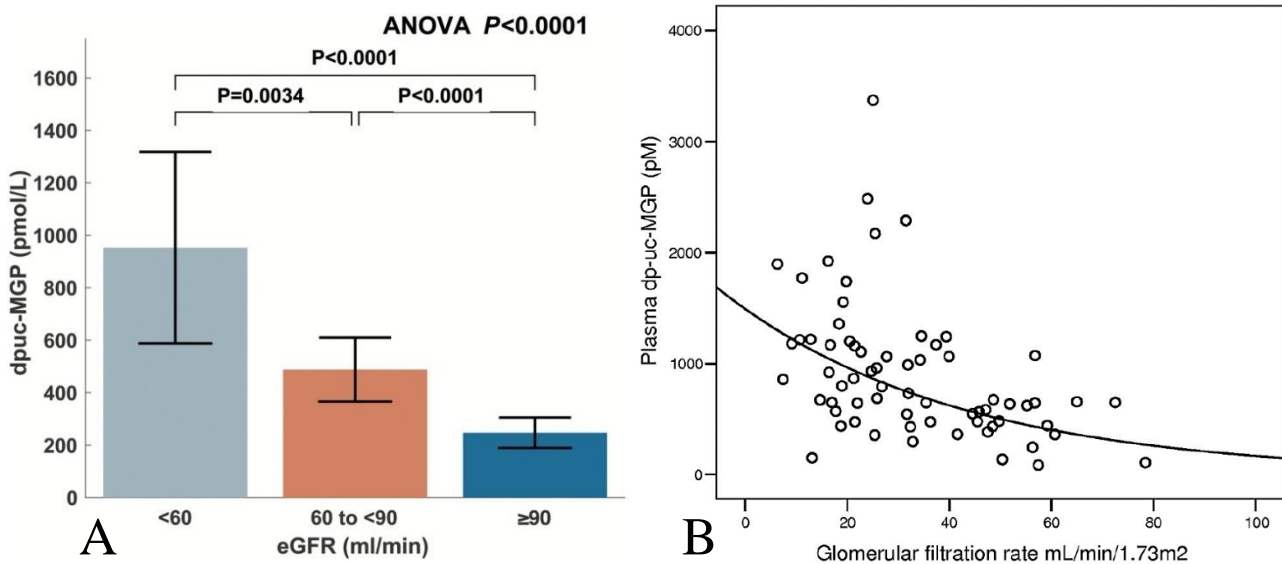 ANOVA P<0.0001
P<0.0001
P=0.0034
P<0.0001
dpuc-MGP (pmol/L)
1600
1400
1200
1000
800
600
400
200
0
<60
60 to <90
≥90
eGFR (ml/min)
A
Plasma dp-uc-MGP (pM)
4000
3000
2000
1000
0
0
20
40
60
80
100
Glomerular filtration rate mL/min/1.73m2
B